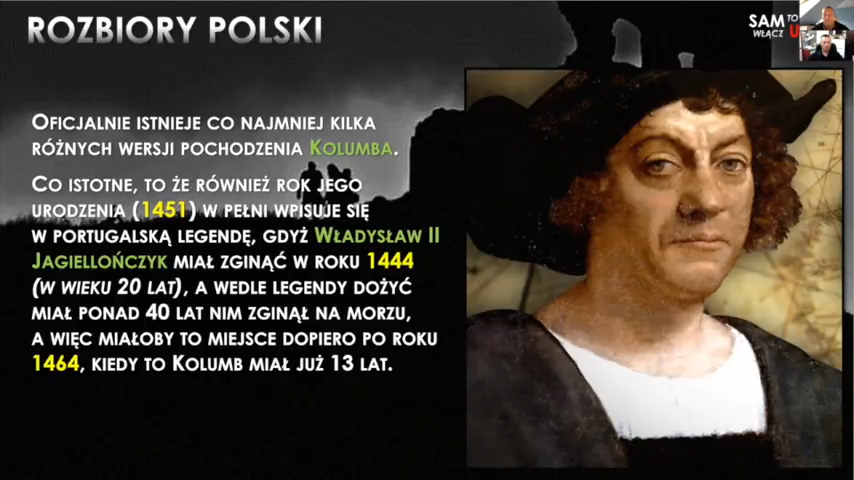 ROZBIORY POLSKI
SAM TO
WŁĄCZ U
OFICJALNIE ISTNIEJE CO NAJMNIEJ KILKA
RÓŻNYCH WERSJI POCHODZENIA KOLUMBA.
CO ISTOTNE, TO ŻE RÓWNIEŻ ROK JEGO
URODZENIA (1451) W PEŁNI WPISUJE SIĘ
W PORTUGALSKĄ LEGENDĘ, GDYŻ WŁADYSŁAW II
JAGIELLOŃCZYK MIAŁ ZGINĄĆ W ROKU 1444
(W WIEKU 20 LAT), A WEDLE LEGENDY DOŻYĆ
MIAŁ PONAD 40 LAT NIM ZGINĄŁ NA MORZU,
A WIĘC MIAŁOBY TO MIEJSCE DOPIERO PO ROKU
1464, KIEDY TO KOLUMB MIAŁ JUŻ 13 LAT.